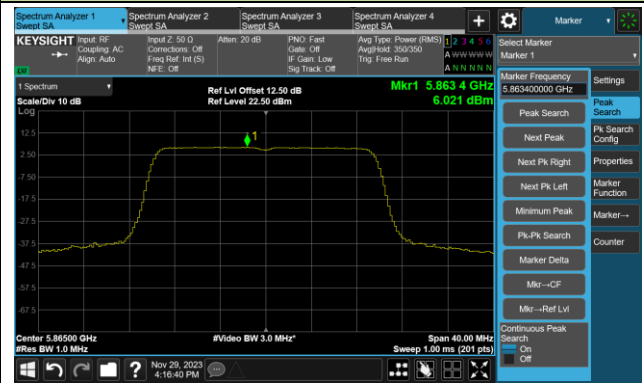 Spectrum Analyzer 1
Swept SA
Spectrum Analyzer 2
Swept SA
Spectrum Analyzer 3
Swept SA
Spectrum Analyzer 4
Swept SA
Marker
KEYSIGHT
Input: RF
Coupling: AC
Align: Auto
Input Z: 50 Ω
Corrections: Off
Freq Ref: Int (S)
NFE: Off
Atten: 20 dB
PNO: Fast
Gate: Off
IF Gain: Low
Sig Track: Off
Avg Type: Power (RMS)
Avg|Hold: 350/350
Trig: Free Run
1 2 3 4 5 6
A W W W W W
A N N N N N
LXI
Select Marker
Marker 1
1 Spectrum
Scale/Div 10 dB
Log
Ref Lvl Offset 12.50 dB
Ref Level 22.50 dBm
Mkr1 5.863 4 GHz
6.021 dBm
1
12.5
2.50
-7.50
-17.5
-27.5
-37.5
-47.5
-57.5
-67.5
Center 5.86500 GHz
#Res BW 1.0 MHz
#Video BW 3.0 MHz*
Span 40.00 MHz
Sweep 1.00 ms (201 pts)
Marker Frequency
5.863400000 GHz
Peak Search
Next Peak
Next Pk Right
Next Pk Left
Minimum Peak
Pk-Pk Search
Marker Delta
Mkr→CF
Mkr→Ref Lvl
Continuous Peak
Search
On
Off
Settings
Peak
Search
Pk Search
Config
Properties
Marker
Function
Marker→
Counter
Nov 29, 2023
4:16:40 PM